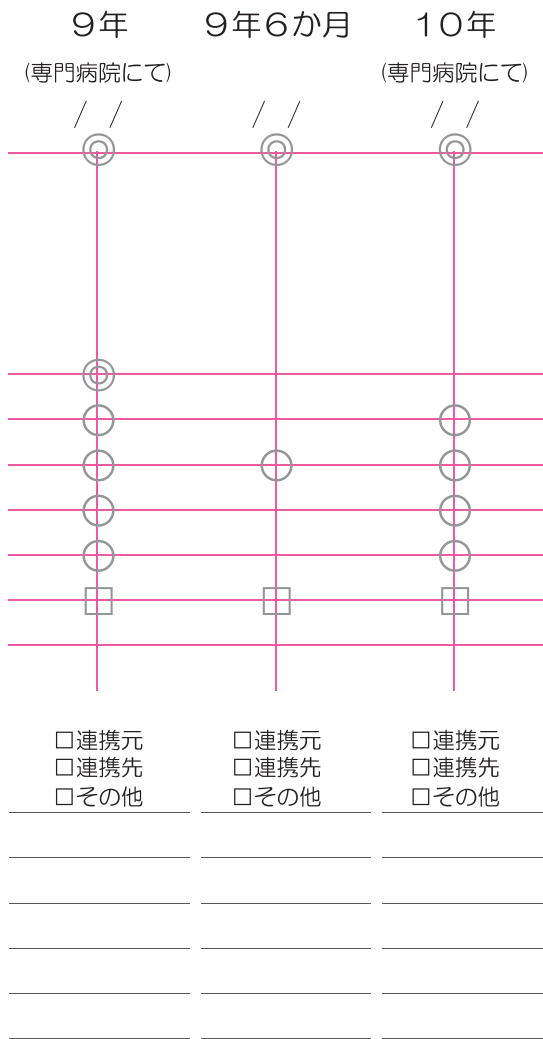 9年 9年6か月 10年
(専門病院にて) (専門病院にて)
/ / / / / /
□連携元 □連携元 □連携元
□連携先 □連携先 □連携先
□その他 □その他 □その他